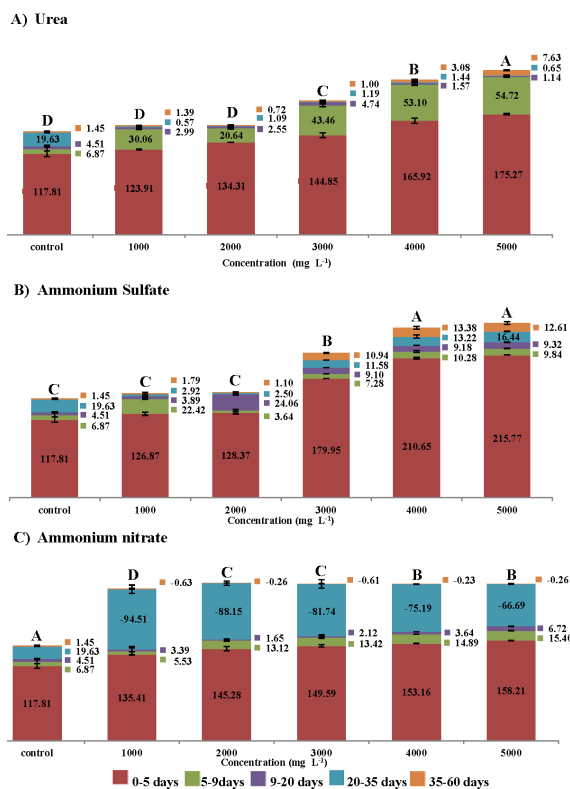 A) Urea
7.63
0.65
1.14
A
3.08
1.44
1.57
B
1.00
1.19
4.74
C
1.39
0.57
2.99
D
0.72
1.09
2.55
D
1.45
4.51
6.87
D
19.63 30.06 20.64 43.46 53.10 54.72
117.81 123.91 134.31 144.85 165.92 175.27
control 1000 2000 3000 4000 5000
Concentration (mg L-1)
B) Ammonium Sulfate
C C C B A A
1.45 1.79 1.10 10.94 13.38 12.61
19.63 2.92 2.50 11.58 13.22 16.44
4.51 3.89 24.06 9.10 9.18 9.32
6.87 22.42 3.64 7.28 10.28 9.84
117.81 126.87 128.37 179.95 210.65 215.77
control 1000 2000 3000 4000 5000
Concentration (mg L-1)
C) Ammonium nitrate
A D C C B B
1.45 -0.63 -0.26 -0.61 -0.23 -0.26
19.63 -94.51 -88.15 -81.74 -75.19 -66.69
4.51 3.39 1.65 2.12 3.64 6.72
6.87 5.53 13.12 13.42 14.89 15.40
117.81 135.41 145.28 149.59 153.16 158.21
control 1000 2000 3000 4000 5000
Concentration (mg L-1)
0-5 days 5-9days 9-20 days 20-35 days 35-60 days